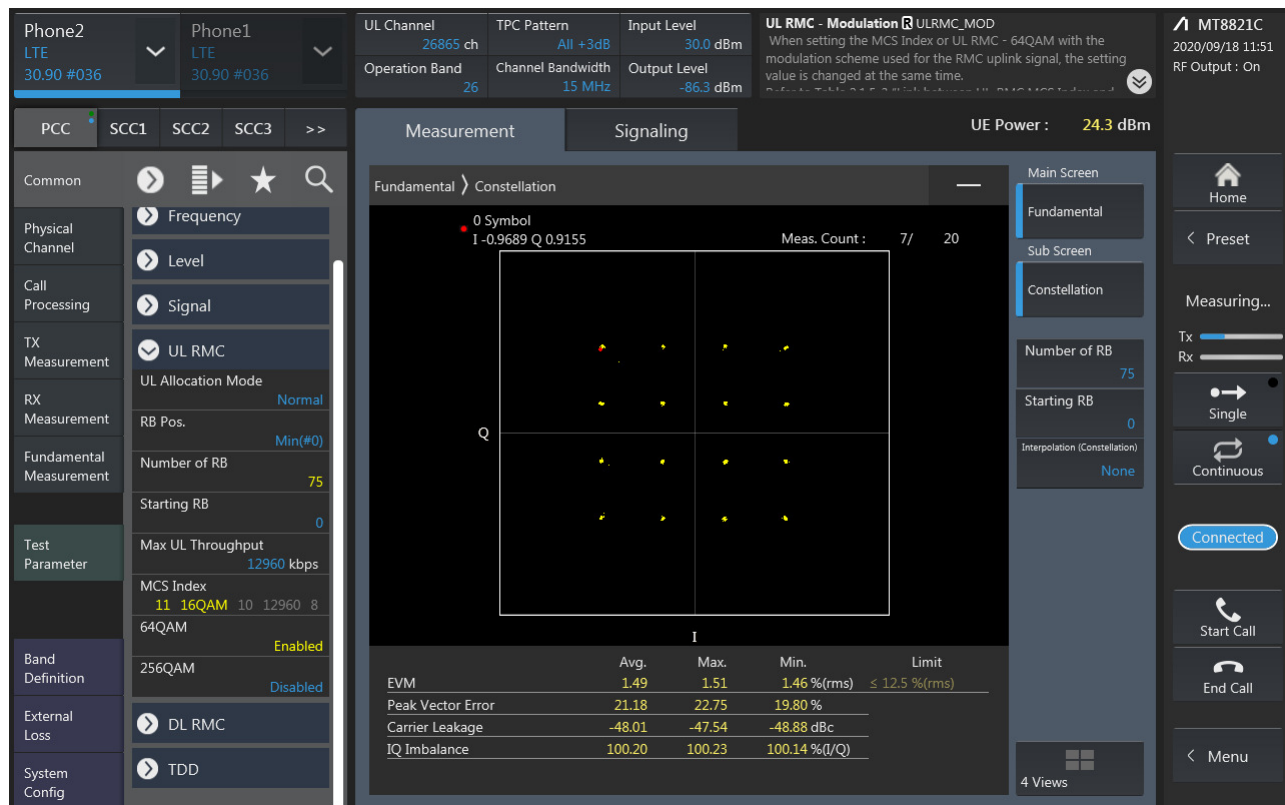 Phone2
LTE
30.90 #036
Phone1
LTE
30.90 #036
UL Channel
26865 ch
TPC Pattern
All +3dB
Input Level
30.0 dBm
Operation Band
26
Channel Bandwidth
15 MHz
Output Level
-86.3 dBm
UL RMC - Modulation R ULRMC_MOD
When setting the MCS Index or UL RMC - 64QAM with the
modulation scheme used for the RMC uplink signal, the setting
value is changed at the same time.
MT8821C
2020/09/18 11:51
RF Output : On
PCC SCC1 SCC2 SCC3 >>
Measurement
Signaling
UE Power : 24.3 dBm
Common
Physical
Channel
Call
Processing
TX
Measurement
RX
Measurement
Fundamental
Measurement
Test
Parameter
Band
Definition
External
Loss
System
Config
Frequency
Level
Signal
UL RMC
UL Allocation Mode
Normal
RB Pos.
Min(#0)
Number of RB
75
Starting RB
0
Max UL Throughput
12960 kbps
MCS Index
11 16QAM 10 12960 8
64QAM
Enabled
256QAM
Disabled
DL RMC
TDD
Fundamental ⟩ Constellation
0 Symbol
I -0.9689 Q 0.9155
Meas. Count : 7/ 20
Q
I
Avg. Max. Min. Limit
EVM 1.49 1.51 1.46 %(rms) ≤ 12.5 %(rms)
Peak Vector Error 21.18 22.75 19.80 %
Carrier Leakage -48.01 -47.54 -48.88 dBc
IQ Imbalance 100.20 100.23 100.14 %(I/Q)
Main Screen
Fundamental
Sub Screen
Constellation
Number of RB
75
Starting RB
0
Interpolation (Constellation)
None
4 Views
Home
< Preset
Measuring...
Tx
Rx
Single
Continuous
Connected
Start Call
End Call
< Menu